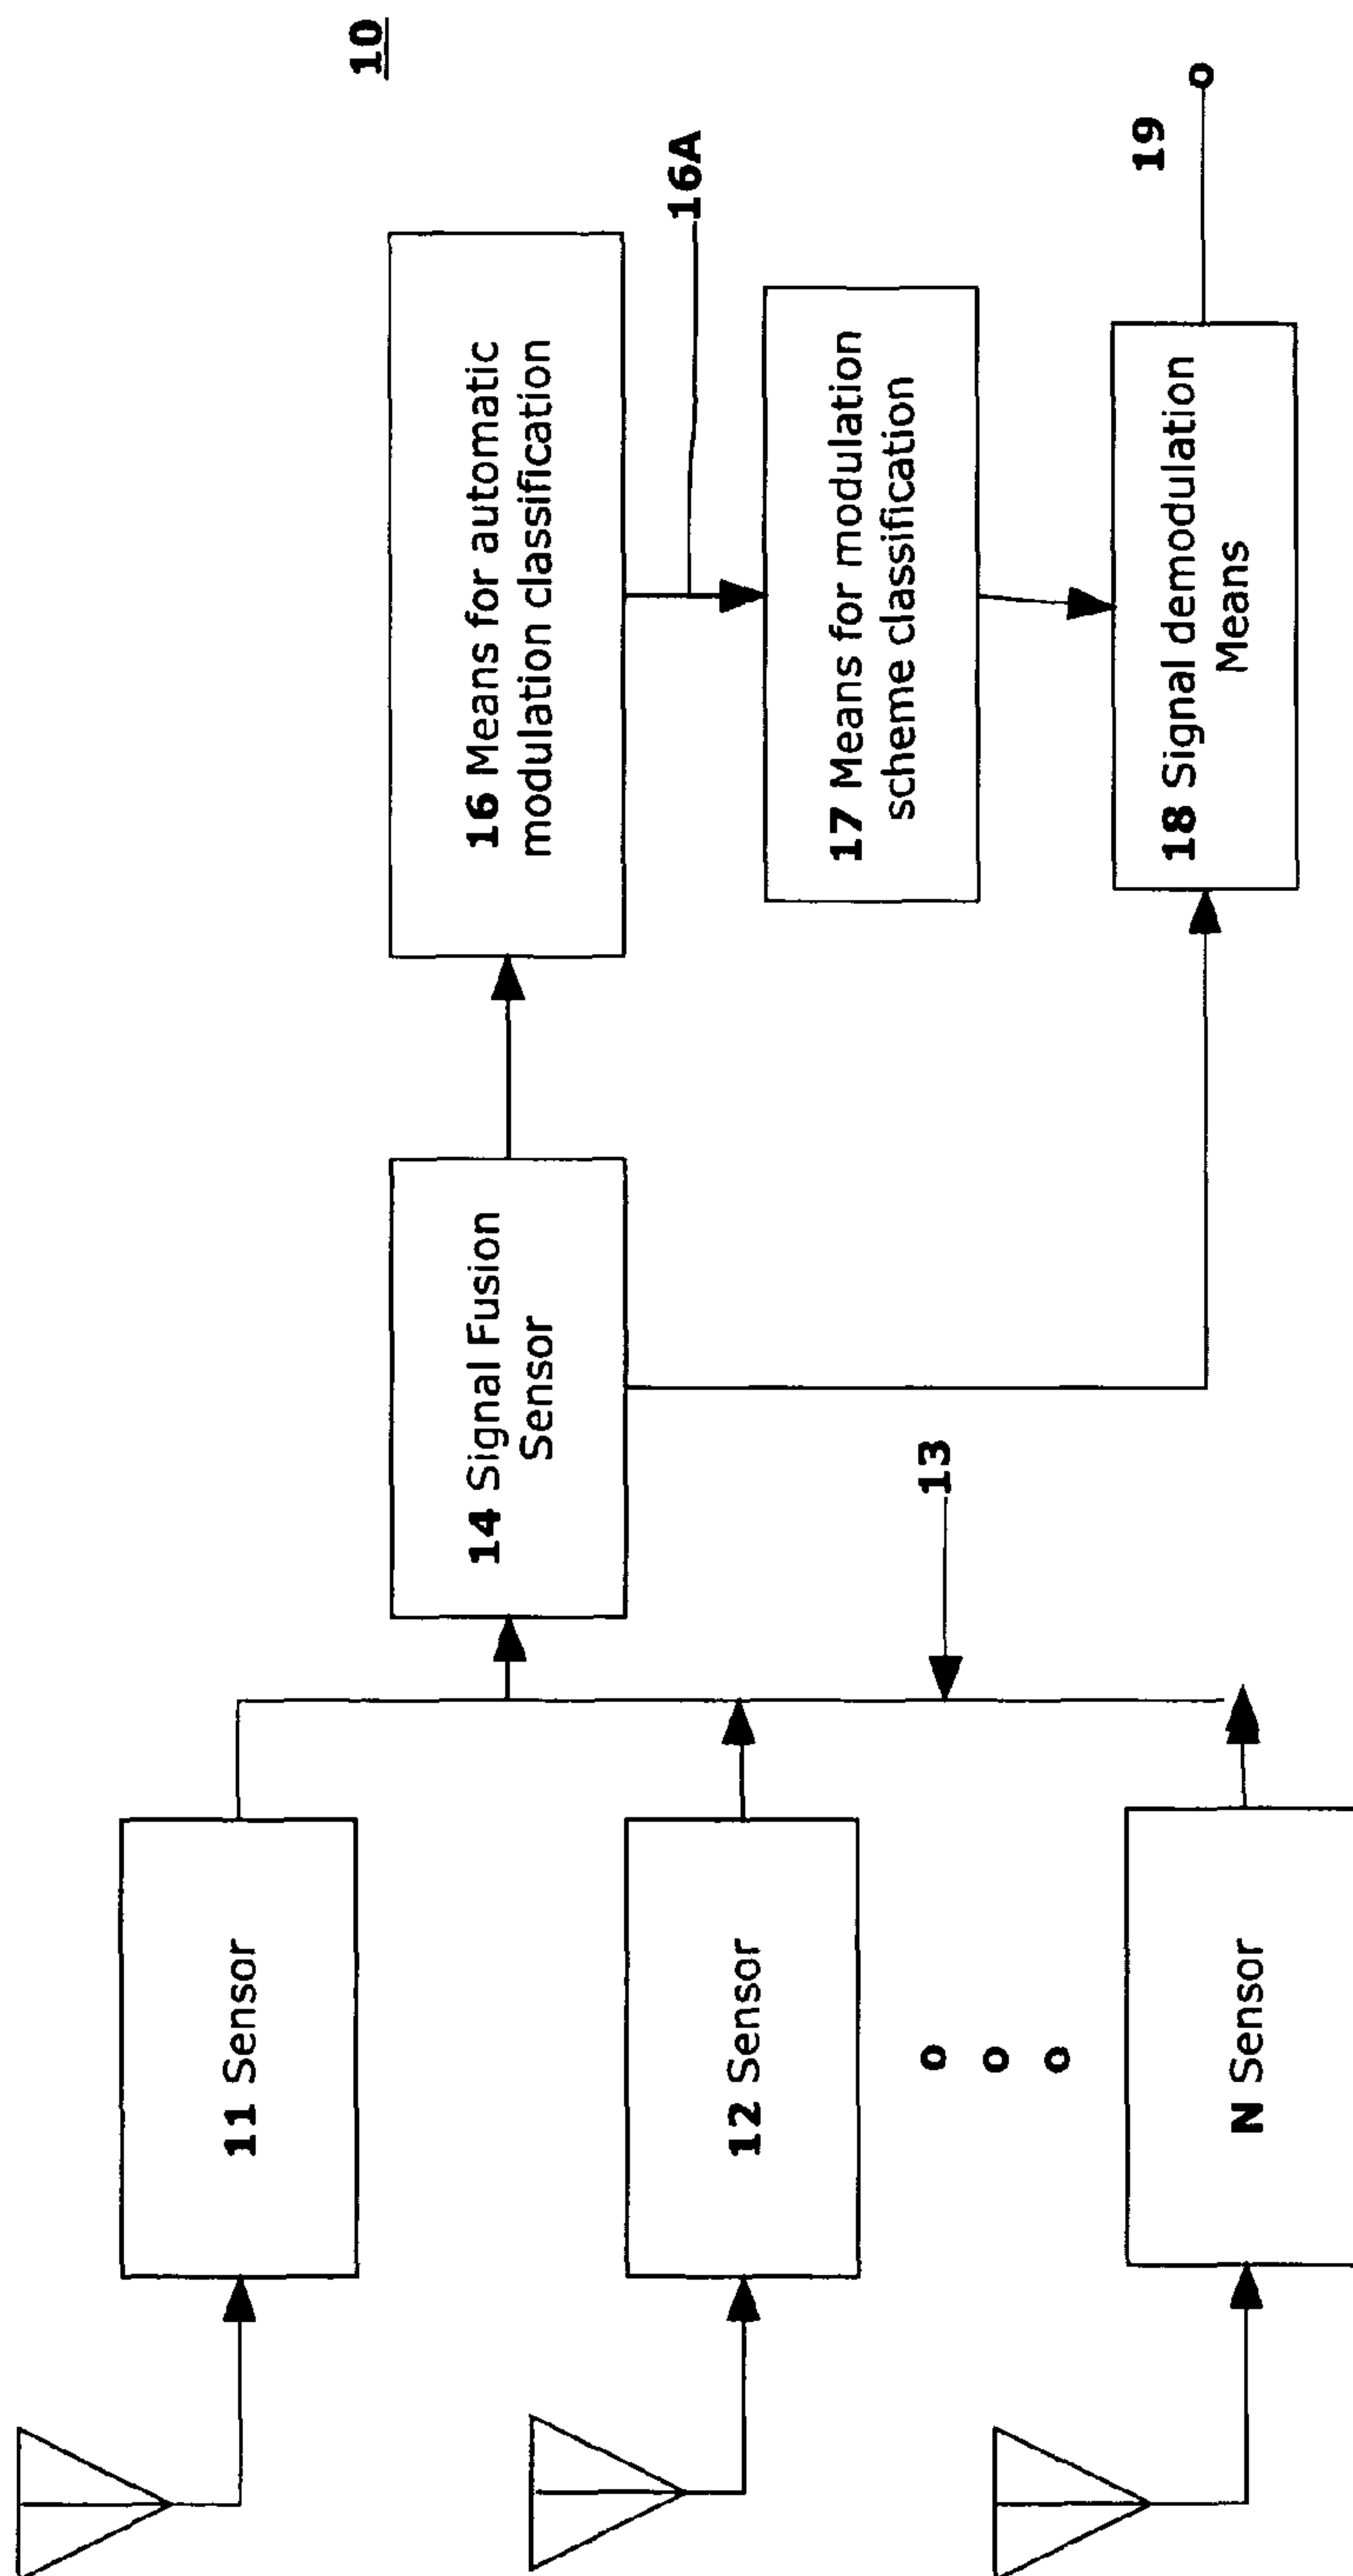 10
11 Sensor
12 Sensor
o
o
o
N Sensor
13
14 Signal Fusion
Sensor
16 Means for automatic
modulation classification
16A
17 Means for modulation
scheme classification
18 Signal demodulation
Means
19
o